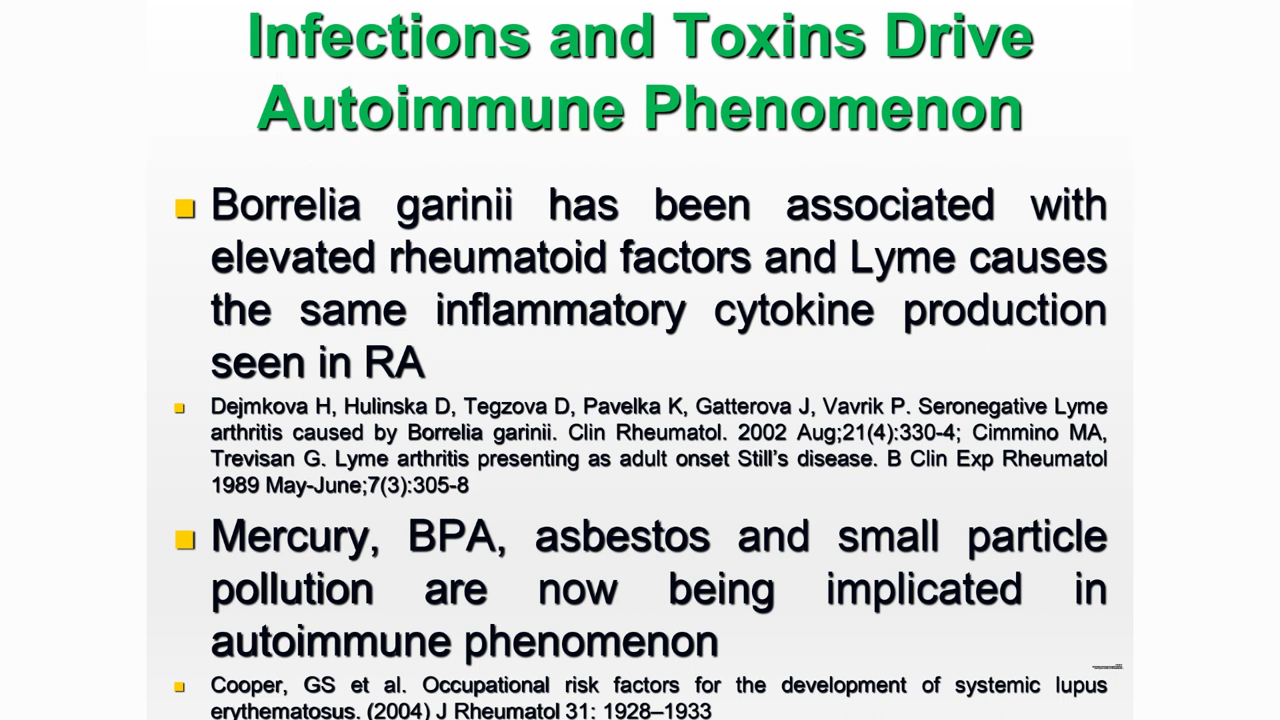 Infections and Toxins Drive
Autoimmune Phenomenon
Borrelia garinii has been associated with
elevated rheumatoid factors and Lyme causes
the same inflammatory cytokine production
seen in RA
Dejmkova H, Hulinska D, Tegzova D, Pavelka K, Gatterova J, Vavrik P. Seronegative Lyme
arthritis caused by Borrelia garinii. Clin Rheumatol. 2002 Aug;21(4):330-4; Cimmino MA,
Trevisan G. Lyme arthritis presenting as adult onset Still’s disease. B Clin Exp Rheumatol
1989 May-June;7(3):305-8
Mercury, BPA, asbestos and small particle
pollution are now being implicated in
autoimmune phenomenon
Cooper, GS et al. Occupational risk factors for the development of systemic lupus
erythematosus. (2004) J Rheumatol 31: 1928–1933